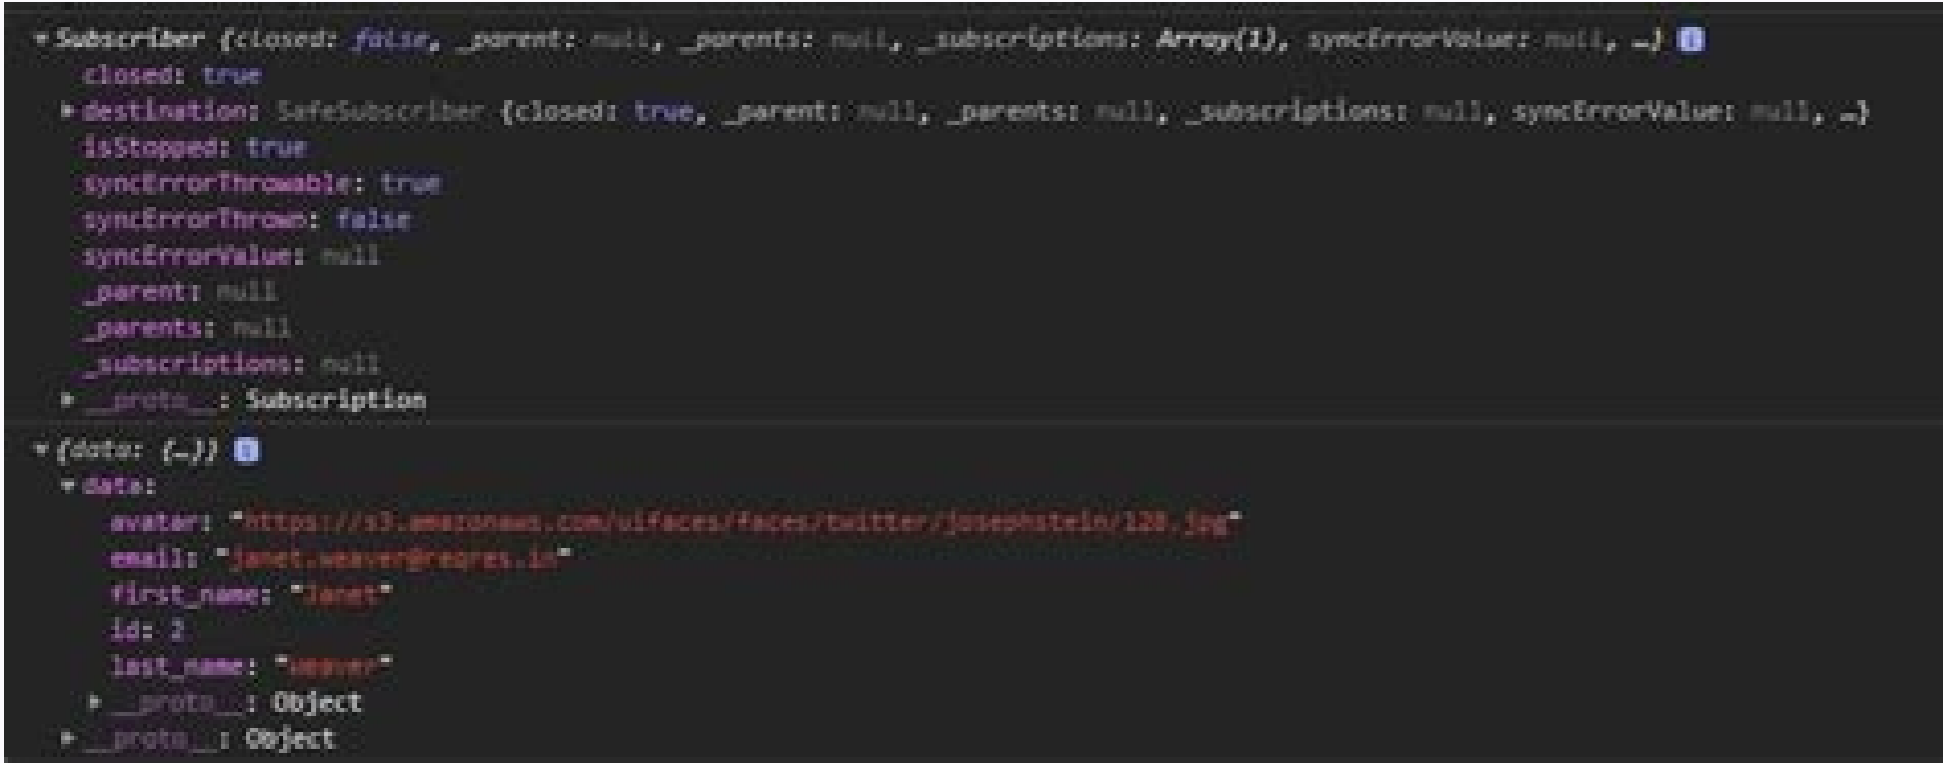 ▾Subscriber {closed: false, _parent: null, _parents: null, _subscriptions: Array(1), syncErrorValue: null, …} i
closed: true
▸destination: SafeSubscriber {closed: true, _parent: null, _parents: null, _subscriptions: null, syncErrorValue: null, …}
isStopped: true
syncErrorThrowable: true
syncErrorThrown: false
syncErrorValue: null
_parent: null
_parents: null
_subscriptions: null
▸__proto__: Subscription
▾{data: {…}} i
▾data:
avatar: "https://s3.amazonaws.com/uifaces/faces/twitter/josephstein/128.jpg"
email: "janet.weaver@reqres.in"
first_name: "Janet"
id: 2
last_name: "Weaver"
▸__proto__: Object
▸__proto__: Object